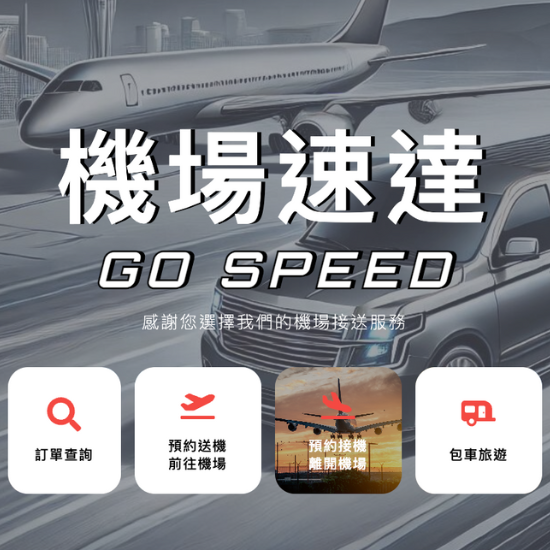 機場速達
GO SPEED
感謝您選擇我們的機場接送服務
訂單查詢
預約送機
前往機場
預約接機
離開機場
包車旅遊